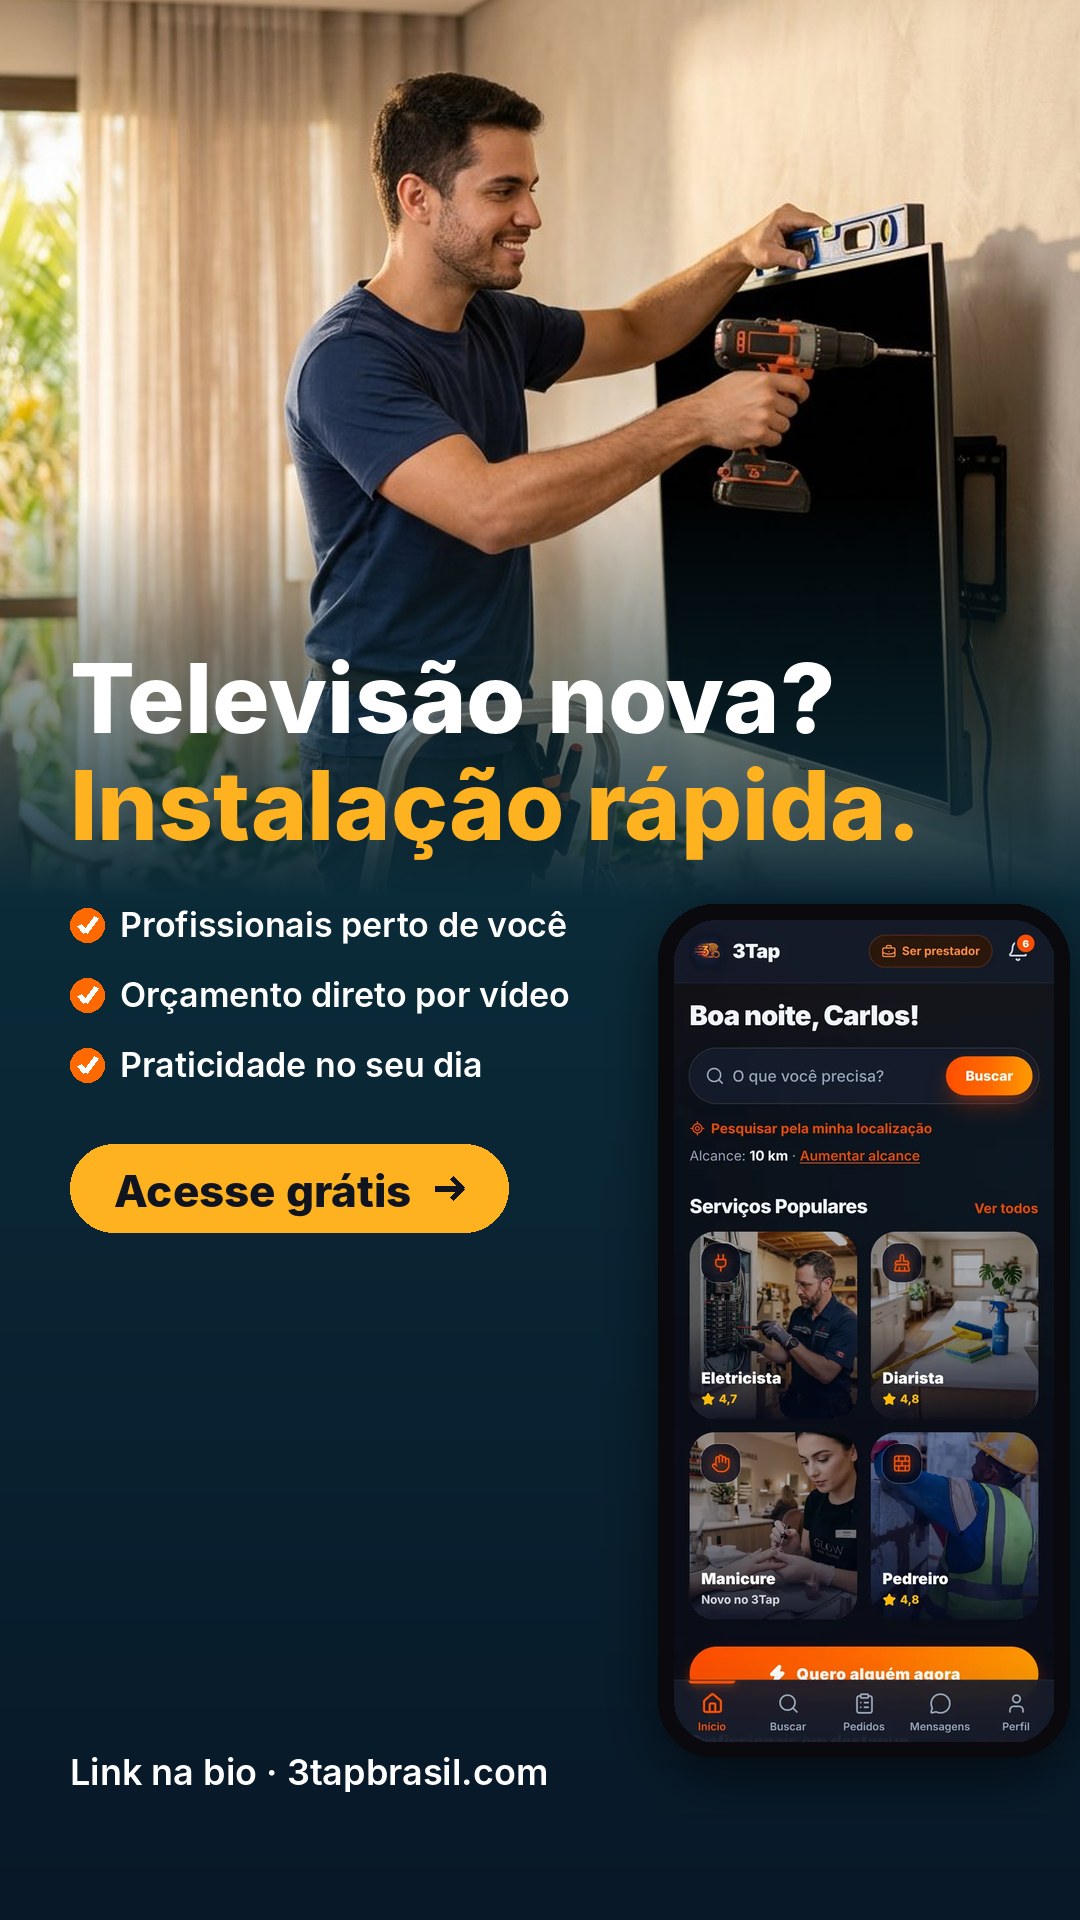 Televisão nova?
Instalação rápida.
Profissionais perto de você
Orçamento direto por vídeo
Praticidade no seu dia
Acesse grátis →
3Tap
Ser prestador
6
Boa noite, Carlos!
O que você precisa?
Buscar
Pesquisar pela minha localização
Alcance: 10 km · Aumentar alcance
Serviços Populares
Ver todos
Eletricista
4,7
Diarista
4,8
GLOW
Manicure
Novo no 3Tap
Pedreiro
4,8
Quero alguém agora
Início
Buscar
Pedidos
Mensagens
Perfil
Link na bio · 3tapbrasil.com